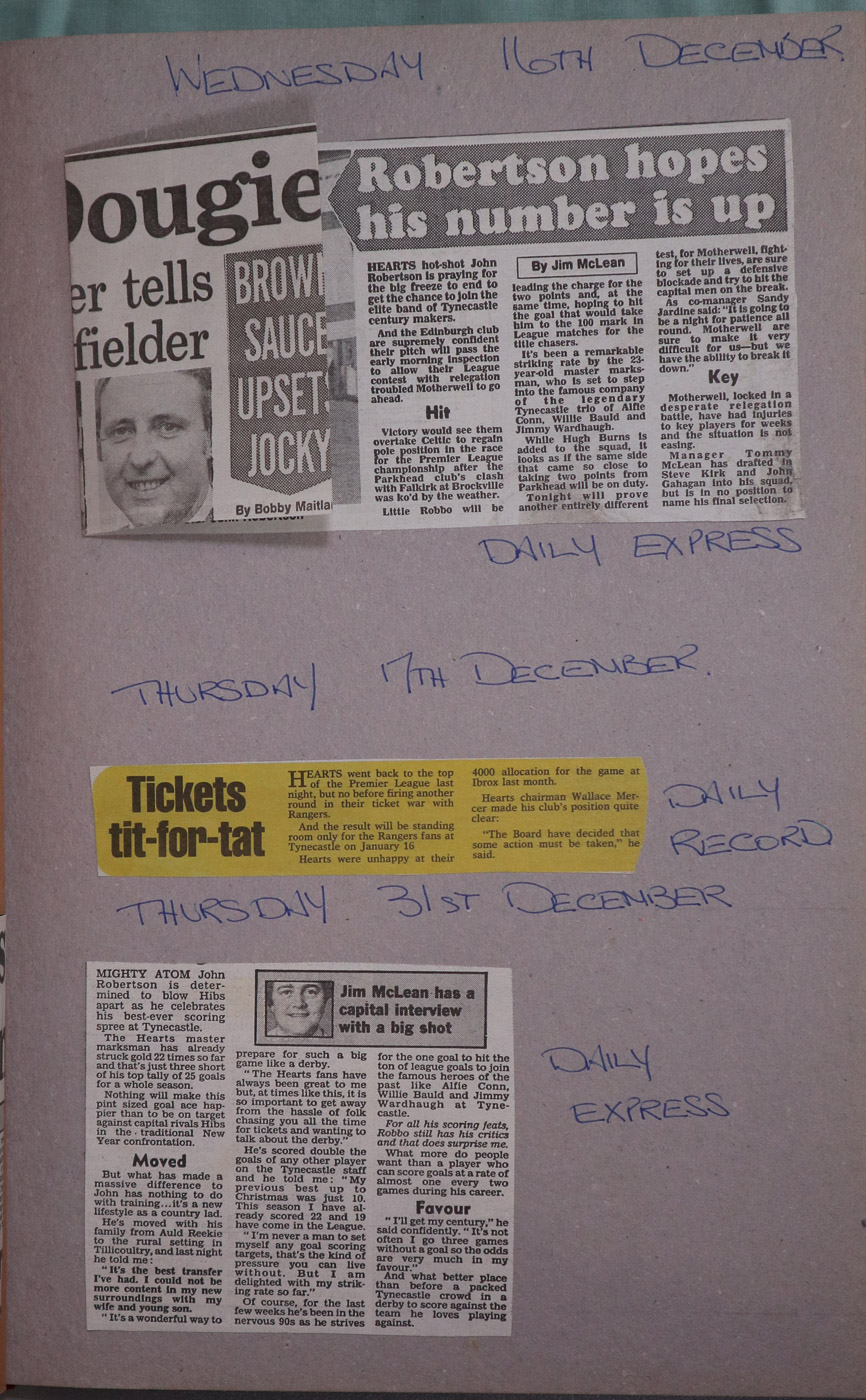 WEDNESDAY 16TH DECEMBER
Dougie
er tells
fielder
BROWN
SAUCE
UPSETS
JOCKY
By Bobby Maitla
Robertson hopes
his number is up
HEARTS hot-shot John
Robertson is praying for
the big freeze to end to
get the chance to join the
elite band of Tynecastle
century makers.
And the Edinburgh club
are supremely confident
their pitch will pass the
early morning inspection
to allow their League
contest with relegation
troubled Motherwell to go
ahead.
Hit
Victory would see them
overtake Celtic to regain
pole position in the race
for the Premier League
championship after the
Parkhead club's clash
with Falkirk at Brockville
was ko'd by the weather.
Little Robbo will be
By Jim McLean
leading the charge for the
two points and, at the
same time, hoping to hit
the goal that would take
him to the 100 mark in
League matches for the
title chasers.
It's been a remarkable
striking rate by the 23-
year-old master marks-
man, who is set to step
into the famous company
of the legendary
Tynecastle trio of Alfie
Conn, Willie Bauld and
Jimmy Wardhaugh.
While Hugh Burns is
added to the squad, it
looks as if the same side
that came so close to
taking two points from
Parkhead will be on duty.
Tonight will prove
another entirely different
test, for Motherwell, fight-
ing for their lives, are sure
to set up a defensive
blockade and try to hit the
capital men on the break.
As co-manager Sandy
Jardine said: "It is going to
be a night for patience all
round. Motherwell are
sure to make it very
difficult for us—but we
have the ability to break it
down."
Key
Motherwell, locked in a
desperate relegation
battle, have had injuries
to key players for weeks
and the situation is not
easing.
Manager Tommy
McLean has drafted in
Steve Kirk and John
Gahagan into his squad,
but is in no position to
name his final selection.
DAILY EXPRESS
THURSDAY 17TH DECEMBER.
Tickets
tit-for-tat
HEARTS went back to the top
of the Premier League last
night, but no before firing another
round in their ticket war with
Rangers.
And the result will be standing
room only for the Rangers fans at
Tynecastle on January 16
Hearts were unhappy at their
4000 allocation for the game at
Ibrox last month.
Hearts chairman Wallace Mer-
cer made his club's position quite
clear:
"The Board have decided that
some action must be taken," he
said.
DAILY
RECORD
THURSDAY. 31ST DECEMBER
MIGHTY ATOM John
Robertson is deter-
mined to blow Hibs
apart as he celebrates
his best-ever scoring
spree at Tynecastle.
The Hearts master
marksman has already
struck gold 22 times so far
and that's just three short
of his top tally of 25 goals
for a whole season.
Nothing will make this
pint sized goal ace hap-
pier than to be on target
against capital rivals Hibs
in the traditional New
Year confrontation.
Moved
But what has made a
massive difference to
John has nothing to do
with training...it's a new
lifestyle as a country lad.
He's moved with his
family from Auld Reekie
to the rural setting in
Tillicoultry, and last night
he told me:
"It's the best transfer
I've had. I could not be
more content in my new
surroundings with my
wife and young son.
"It's a wonderful way to
Jim McLean has a
capital interview
with a big shot
prepare for such a big
game like a derby.
"The Hearts fans have
always been great to me
but, at times like this, it is
so important to get away
from the hassle of folk
chasing you all the time
for tickets and wanting to
talk about the derby."
He's scored double the
goals of any other player
on the Tynecastle staff
and he told me: "My
previous best up to
Christmas was just 10.
This season I have al-
ready scored 22 and 19
have come in the League.
"I'm never a man to set
myself any goal scoring
targets, that's the kind of
pressure you can live
without. But I am
delighted with my strik-
ing rate so far."
Of course, for the last
few weeks he's been in the
nervous 90s as he strives
for the one goal to hit the
ton of league goals to join
the famous heroes of the
past like Alfie Conn,
Willie Bauld and Jimmy
Wardhaugh at Tyne-
castle.
For all his scoring feats,
Robbo still has his critics
and that does surprise me.
What more do people
want than a player who
can score goals at a rate of
almost one every two
games during his career.
Favour
"I'll get my century," he
said confidently. "It's not
often I go three games
without a goal so the odds
are very much in my
favour."
And what better place
than before a packed
Tynecastle crowd in a
derby to score against the
team he loves playing
against.
DAILY
EXPRESS